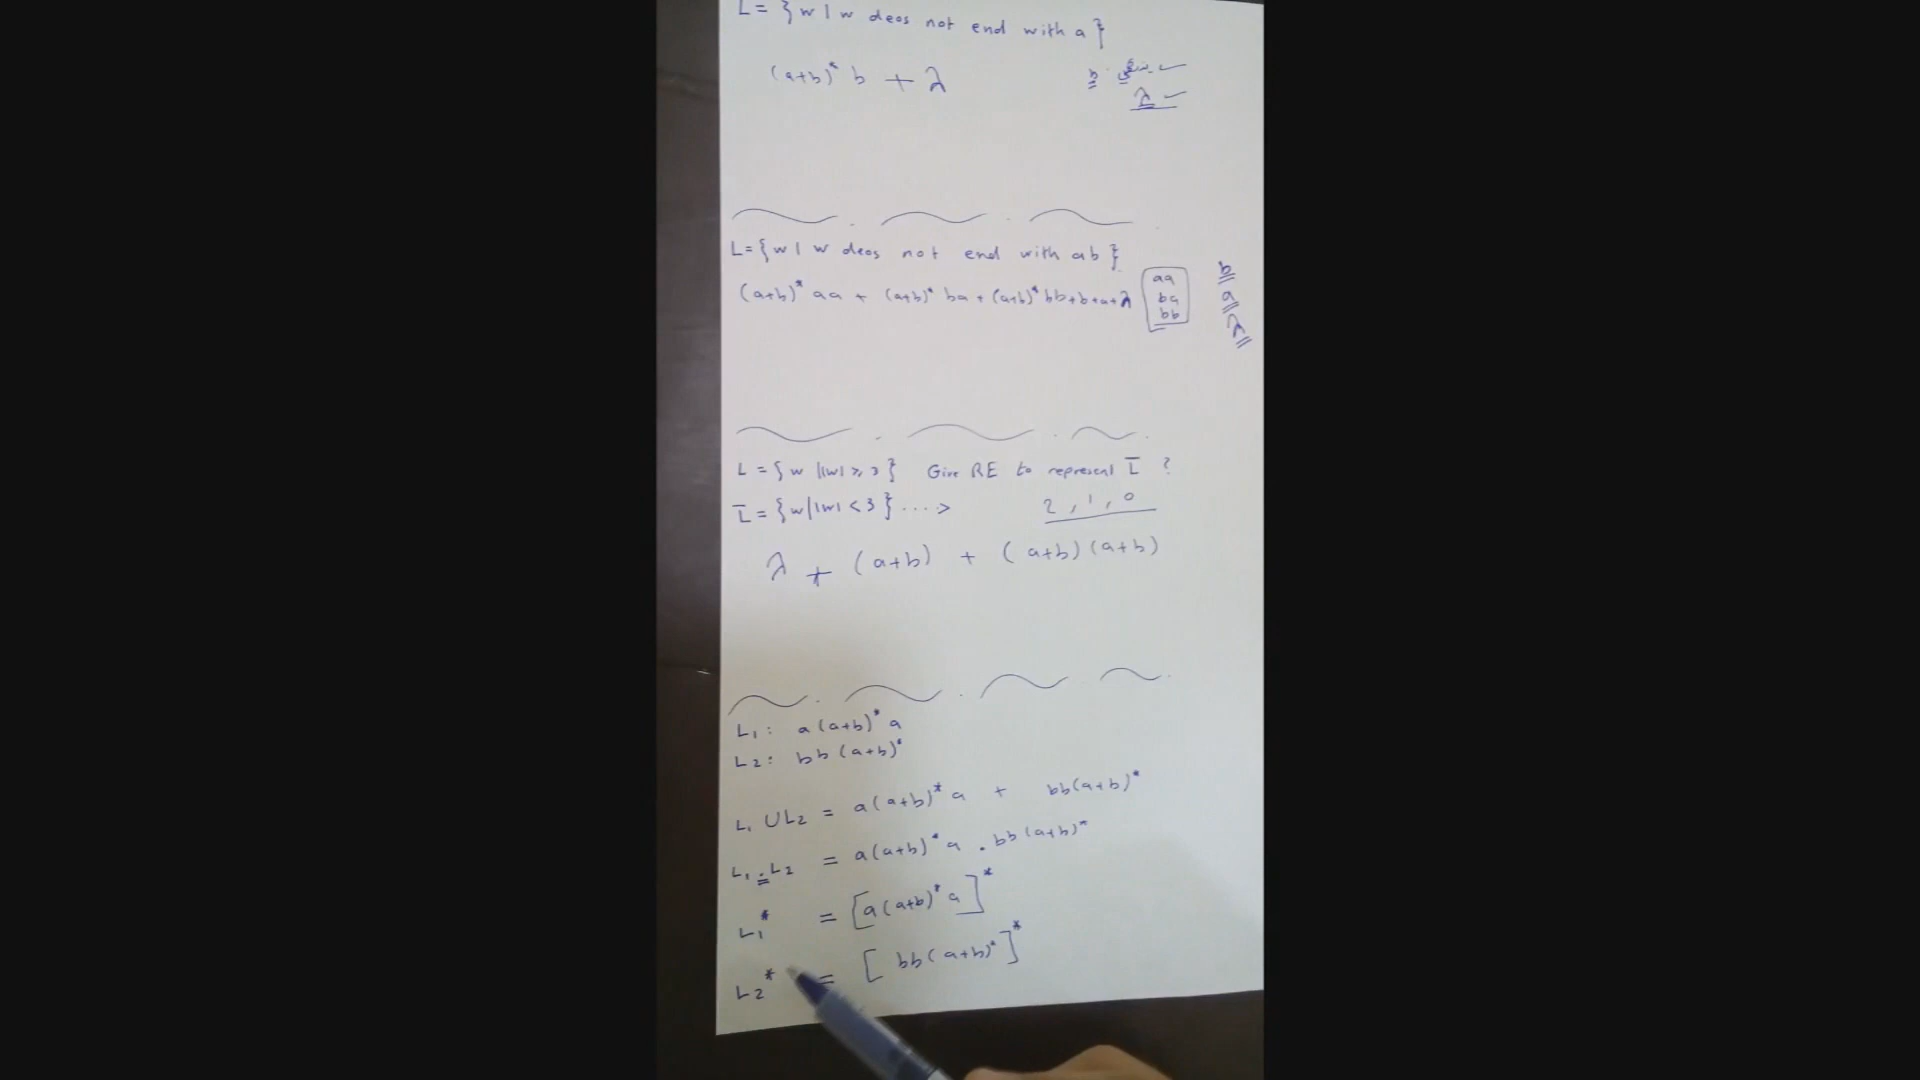 L = { w | w deos not end with a }
(a+b)* b + λ
b
λ
L={ w | w deos not end with ab }
(a+b)* aa + (a+b)* ba + (a+b)* bb+b+a+λ
aa
ba
bb
b
a
λ
L = { w | |w| ≥ 3 } Give RE to represent L̅ ?
L̅ = { w | |w| < 3 } ....>
2 , 1 , 0
λ + (a+b) + (a+b)(a+b)
L₁ : a(a+b)* a
L₂ : bb(a+b)*
L₁ ∪ L₂ = a(a+b)* a + bb(a+b)*
L₁ . L₂ = a(a+b)* a . bb(a+b)*
L₁* = [a(a+b)* a]*
L₂* = [ bb(a+b)* ]*